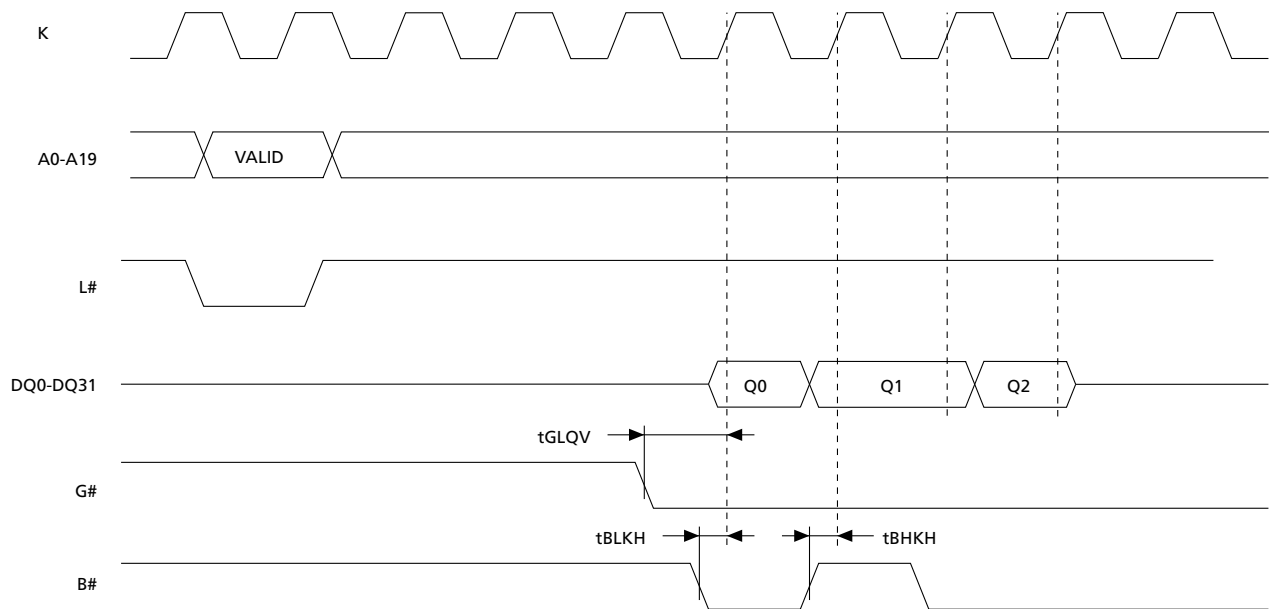 K
A0-A19
VALID
L#
DQ0-DQ31
Q0
Q1
Q2
tGLQV
G#
tBLKH
tBHKH
B#